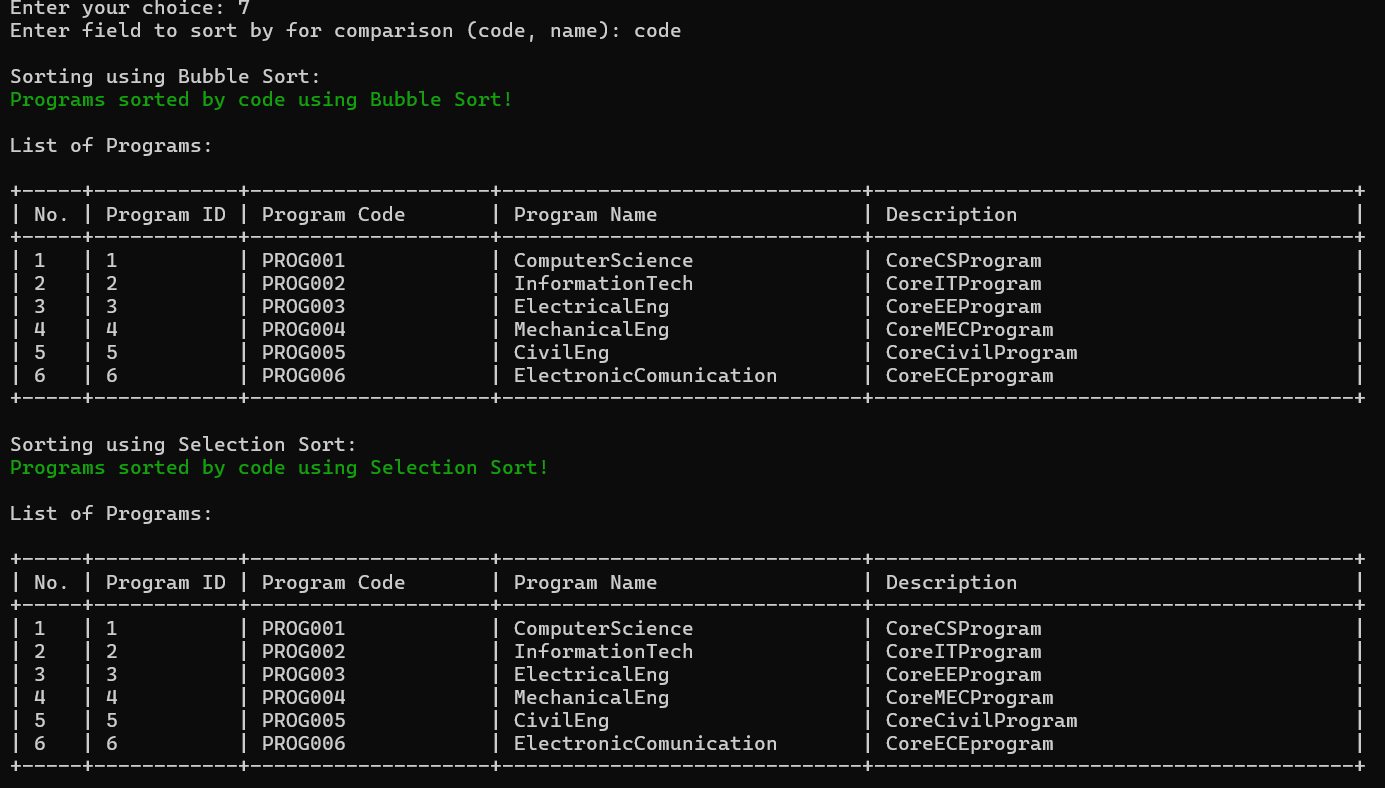 Enter your choice: 7
Enter field to sort by for comparison (code, name): code
Sorting using Bubble Sort:
Programs sorted by code using Bubble Sort!
List of Programs:
+-----+------------+--------------------+------------------------------+----------------------------------------+
| No. | Program ID | Program Code       | Program Name                 | Description                            |
+-----+------------+--------------------+------------------------------+----------------------------------------+
| 1   | 1          | PROG001            | ComputerScience              | CoreCSProgram                          |
| 2   | 2          | PROG002            | InformationTech              | CoreITProgram                          |
| 3   | 3          | PROG003            | ElectricalEng                | CoreEEProgram                          |
| 4   | 4          | PROG004            | MechanicalEng                | CoreMECProgram                         |
| 5   | 5          | PROG005            | CivilEng                     | CoreCivilProgram                       |
| 6   | 6          | PROG006            | ElectronicComunication       | CoreECEprogram                         |
+-----+------------+--------------------+------------------------------+----------------------------------------+
Sorting using Selection Sort:
Programs sorted by code using Selection Sort!
List of Programs:
+-----+------------+--------------------+------------------------------+----------------------------------------+
| No. | Program ID | Program Code       | Program Name                 | Description                            |
+-----+------------+--------------------+------------------------------+----------------------------------------+
| 1   | 1          | PROG001            | ComputerScience              | CoreCSProgram                          |
| 2   | 2          | PROG002            | InformationTech              | CoreITProgram                          |
| 3   | 3          | PROG003            | ElectricalEng                | CoreEEProgram                          |
| 4   | 4          | PROG004            | MechanicalEng                | CoreMECProgram                         |
| 5   | 5          | PROG005            | CivilEng                     | CoreCivilProgram                       |
| 6   | 6          | PROG006            | ElectronicComunication       | CoreECEprogram                         |
+-----+------------+--------------------+------------------------------+----------------------------------------+